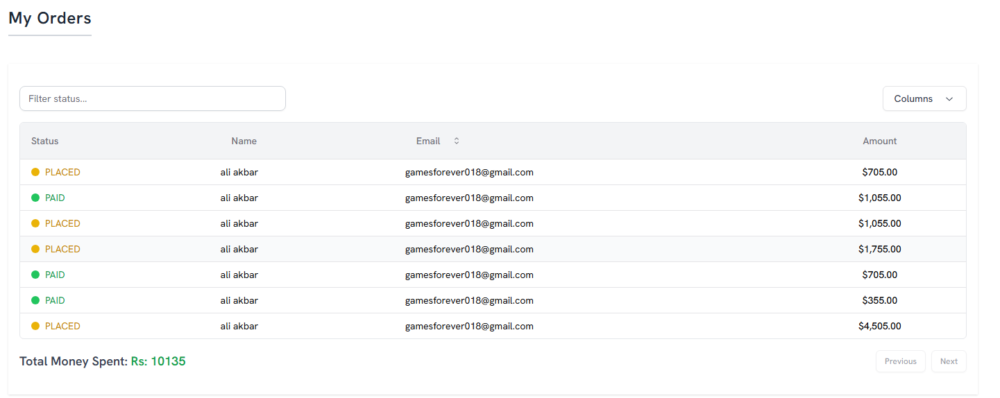 My Orders
Filter status...
Columns
Status Name Email Amount
PLACED ali akbar gamesforever018@gmail.com $705.00
PAID ali akbar gamesforever018@gmail.com $1,055.00
PLACED ali akbar gamesforever018@gmail.com $1,055.00
PLACED ali akbar gamesforever018@gmail.com $1,755.00
PAID ali akbar gamesforever018@gmail.com $705.00
PAID ali akbar gamesforever018@gmail.com $355.00
PLACED ali akbar gamesforever018@gmail.com $4,505.00
Total Money Spent: Rs: 10135
Previous Next